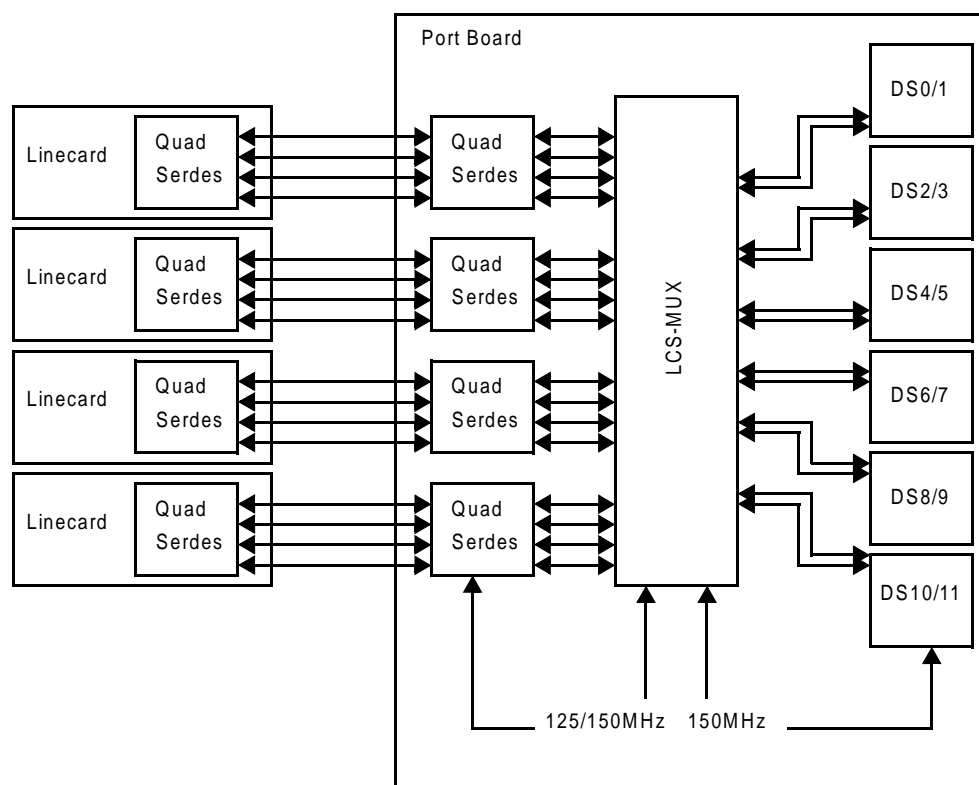 Port Board
DS0/1
Linecard
Quad
Serdes
Quad
Serdes
DS2/3
Linecard
Quad
Serdes
Quad
Serdes
DS4/5
LCS-MUX
Linecard
Quad
Serdes
Quad
Serdes
DS6/7
Linecard
Quad
Serdes
Quad
Serdes
DS8/9
DS10/11
125/150MHz
150MHz